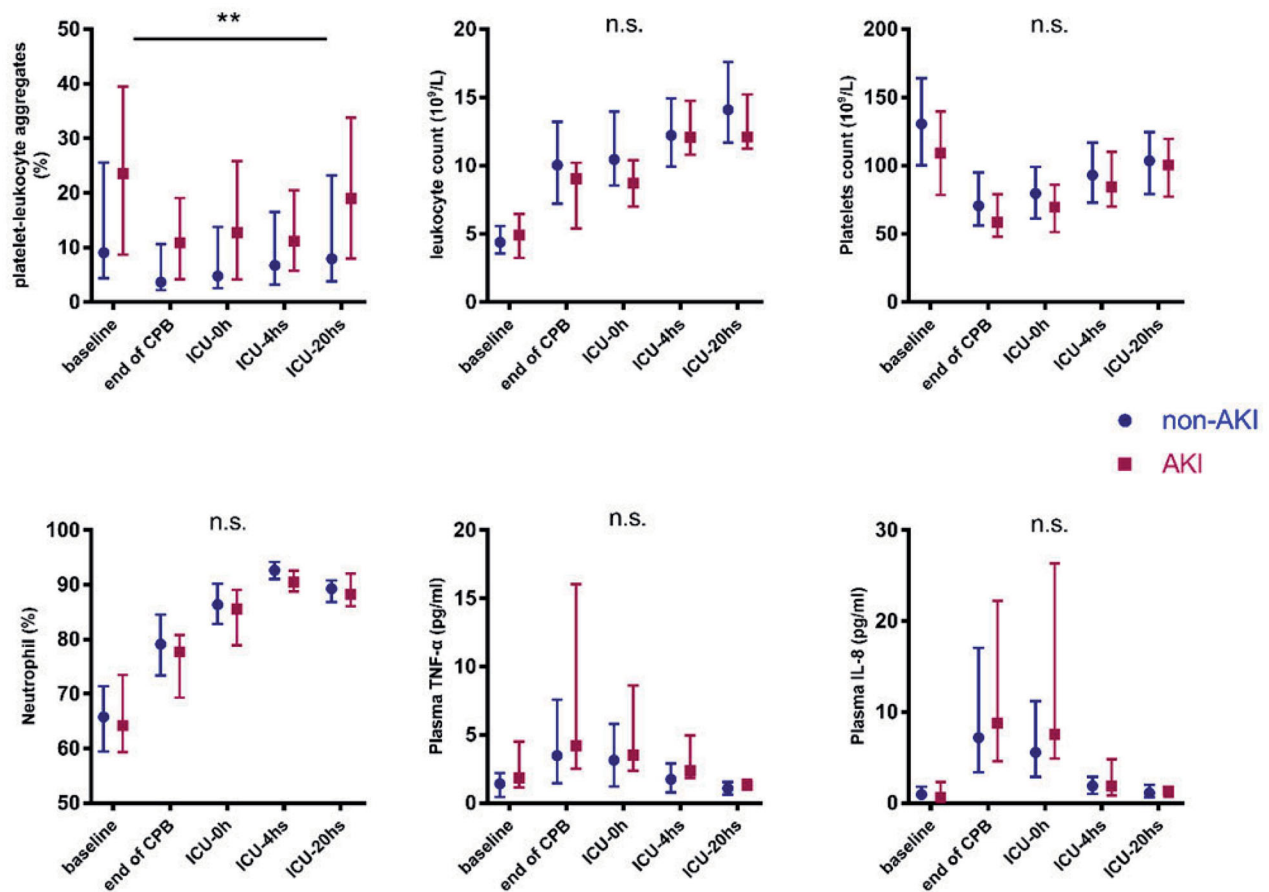 **
platelet-leukocyte aggregates
(%)
50
40
30
20
10
0
baseline
end of CPB
ICU-0h
ICU-4hs
ICU-20hs
n.s.
leukocyte count (10⁹/L)
20
15
10
5
0
baseline
end of CPB
ICU-0h
ICU-4hs
ICU-20hs
n.s.
Platelets count (10⁹/L)
200
150
100
50
0
baseline
end of CPB
ICU-0h
ICU-4hs
ICU-20hs
non-AKI
AKI
n.s.
Neutrophil (%)
100
90
80
70
60
50
baseline
end of CPB
ICU-0h
ICU-4hs
ICU-20hs
n.s.
Plasma TNF-α (pg/ml)
20
15
10
5
0
baseline
end of CPB
ICU-0h
ICU-4hs
ICU-20hs
n.s.
Plasma IL-8 (pg/ml)
30
20
10
0
baseline
end of CPB
ICU-0h
ICU-4hs
ICU-20hs